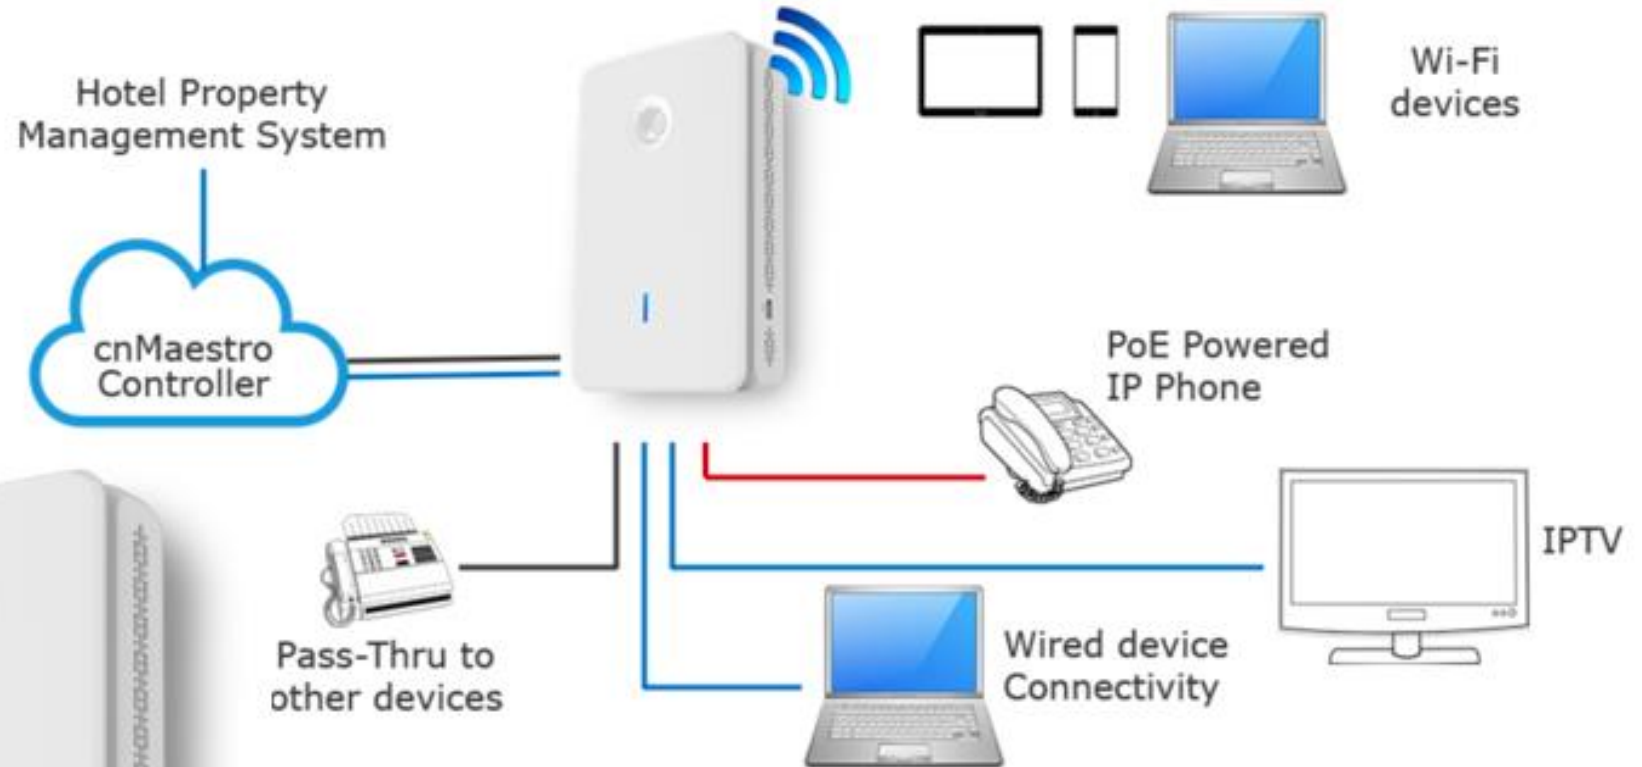 Hotel Property
Management System
cnMaestro
Controller
Wi-Fi
devices
PoE Powered
IP Phone
IPTV
Wired device
Connectivity
Pass-Thru to
other devices